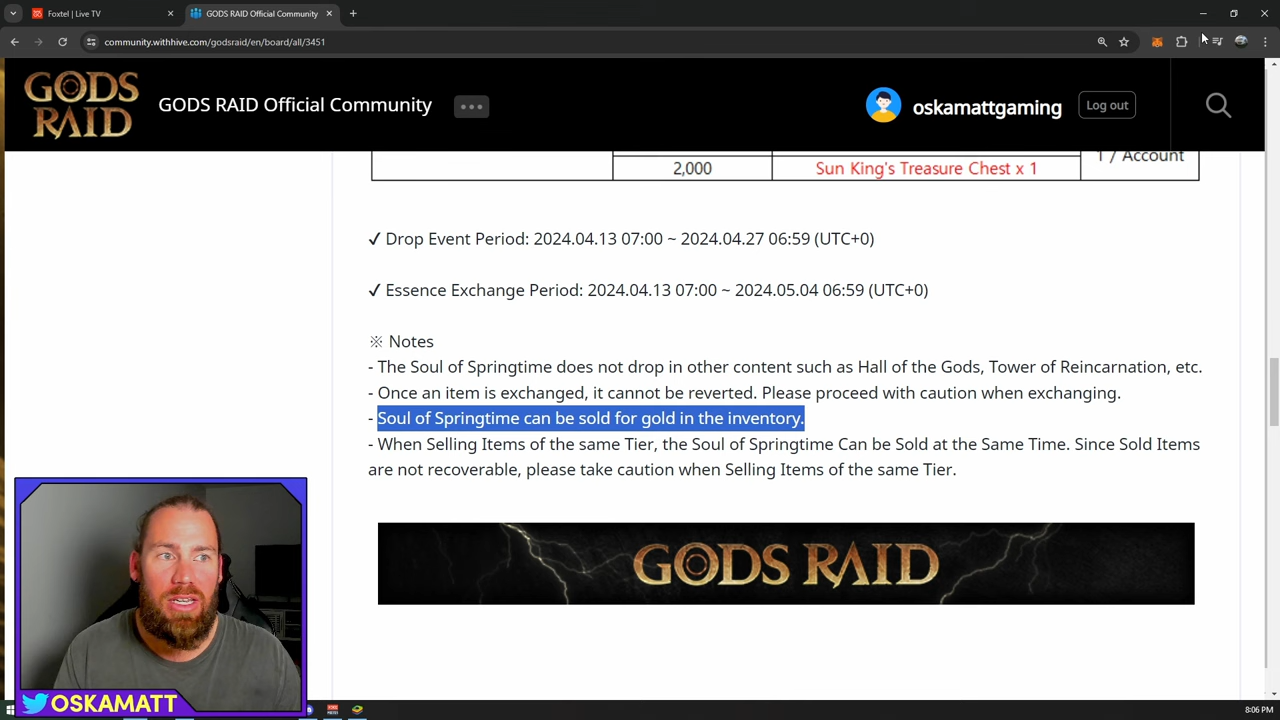 Foxtel | Live TV
GODS RAID Official Community
community.withhive.com/godsraid/en/board/all/3451
GODS RAID
GODS RAID Official Community
oskamattgaming
Log out
1 / Account
2,000
Sun King's Treasure Chest x 1
✓ Drop Event Period: 2024.04.13 07:00 ~ 2024.04.27 06:59 (UTC+0)
✓ Essence Exchange Period: 2024.04.13 07:00 ~ 2024.05.04 06:59 (UTC+0)
※ Notes
- The Soul of Springtime does not drop in other content such as Hall of the Gods, Tower of Reincarnation, etc.
- Once an item is exchanged, it cannot be reverted. Please proceed with caution when exchanging.
- Soul of Springtime can be sold for gold in the inventory.
- When Selling Items of the same Tier, the Soul of Springtime Can be Sold at the Same Time. Since Sold Items
are not recoverable, please take caution when Selling Items of the same Tier.
GODS RAID
OSKAMATT
8:06 PM